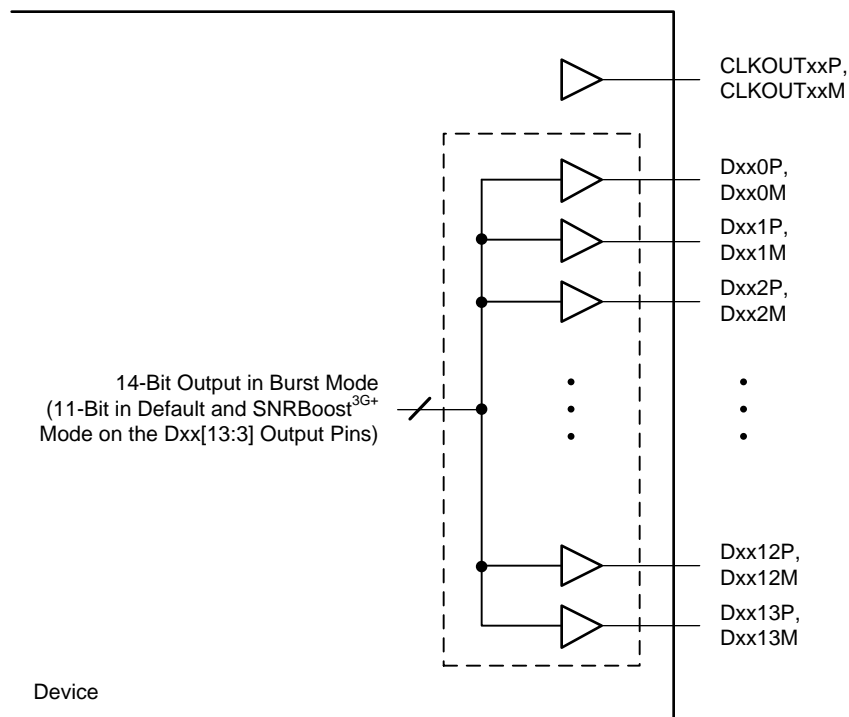 CLKOUTxxP,
CLKOUTxxM
Dxx0P,
Dxx0M
Dxx1P,
Dxx1M
Dxx2P,
Dxx2M
14-Bit Output in Burst Mode
(11-Bit in Default and SNRBoost3G+
Mode on the Dxx[13:3] Output Pins)
Dxx12P,
Dxx12M
Dxx13P,
Dxx13M
Device